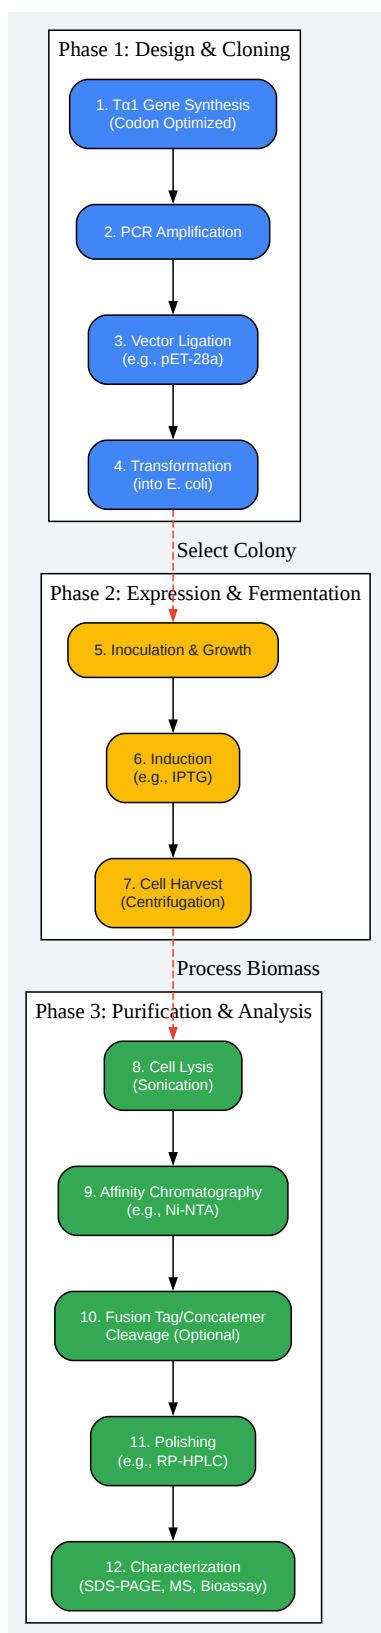 Phase 1: Design & Cloning
1. Tα1 Gene Synthesis
(Codon Optimized)
2. PCR Amplification
3. Vector Ligation
(e.g., pET-28a)
4. Transformation
(into E. coli)
Select Colony
Phase 2: Expression & Fermentation
5. Inoculation & Growth
6. Induction
(e.g., IPTG)
7. Cell Harvest
(Centrifugation)
Process Biomass
Phase 3: Purification & Analysis
8. Cell Lysis
(Sonication)
9. Affinity Chromatography
(e.g., Ni-NTA)
10. Fusion Tag/Concatemer
Cleavage (Optional)
11. Polishing
(e.g., RP-HPLC)
12. Characterization
(SDS-PAGE, MS, Bioassay)